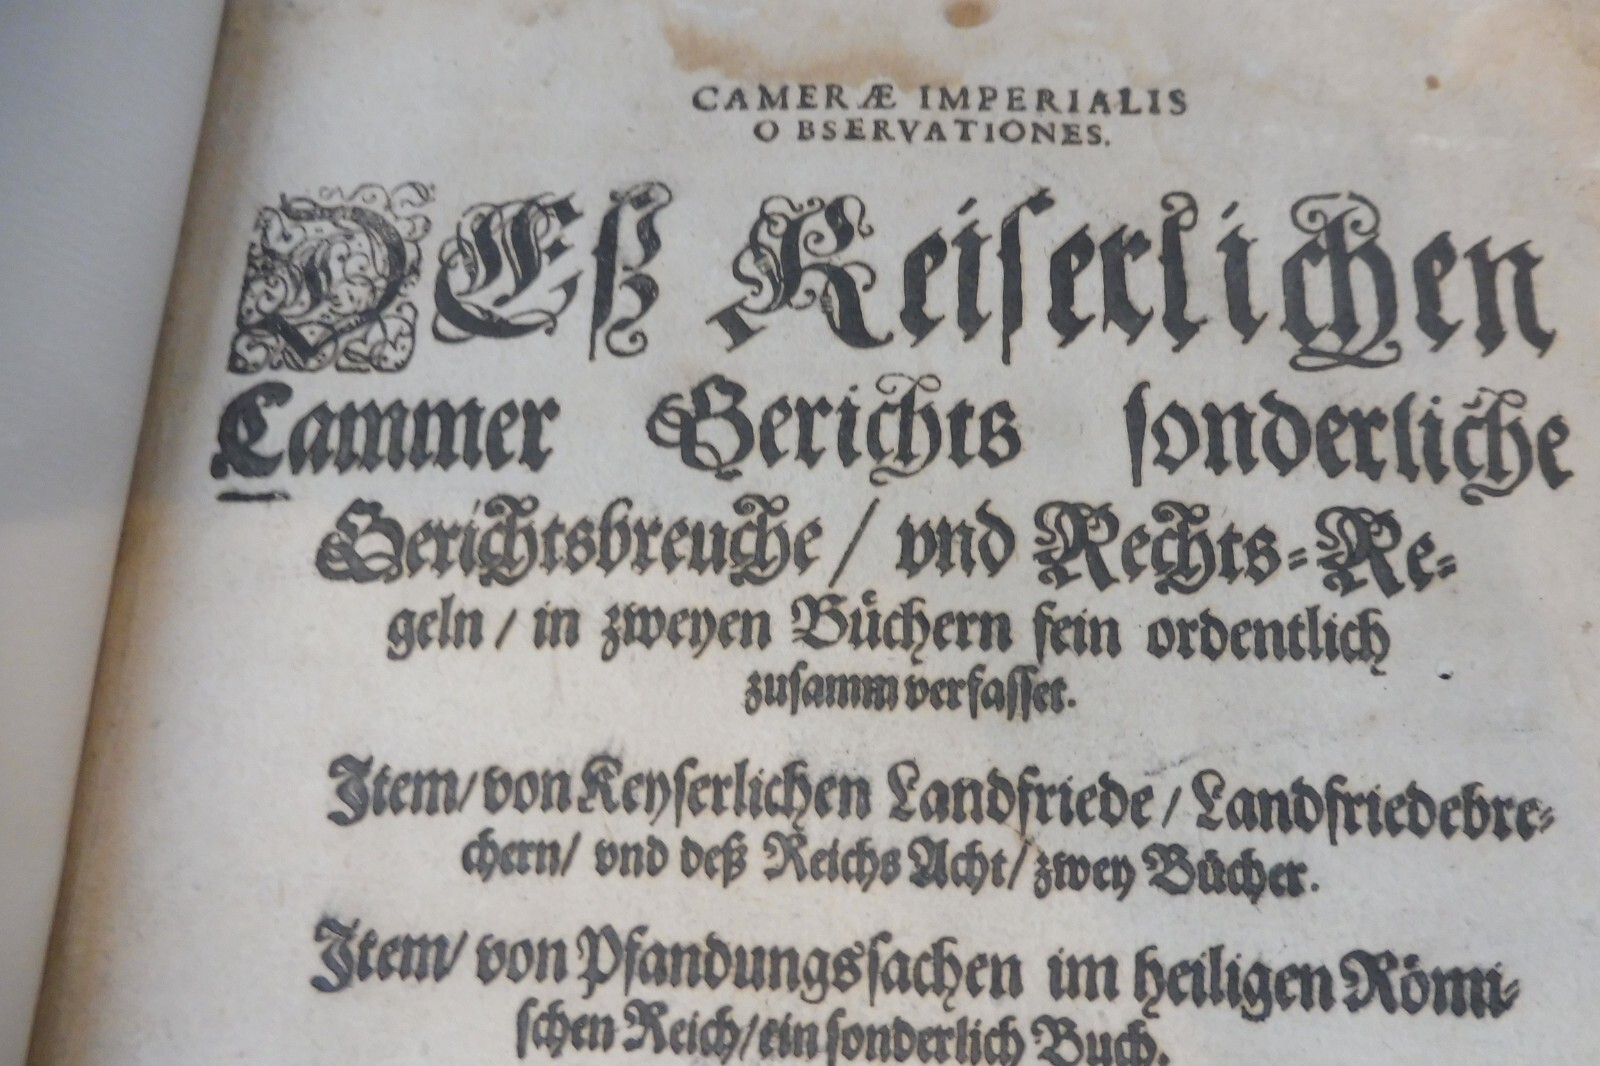 CAMERÆ IMPERIALIS
OBSERVATIONES.
DEß Keiſerlichen
Cammer Gerichts ſonderliche
Gerichtsbreuche / vnd Rechts-Re-
geln / in zweyen Bůchern fein ordentlich
zuſamm verfaſſet.
Item / von Keyſerlichen Landfriede / Landfriedebre-
chern / vnd deß Reichs Acht / zwey Bůcher.
Item / von Pfandungsſachen im heiligen Römi-
ſchen Reich / ein ſonderlich Buch.